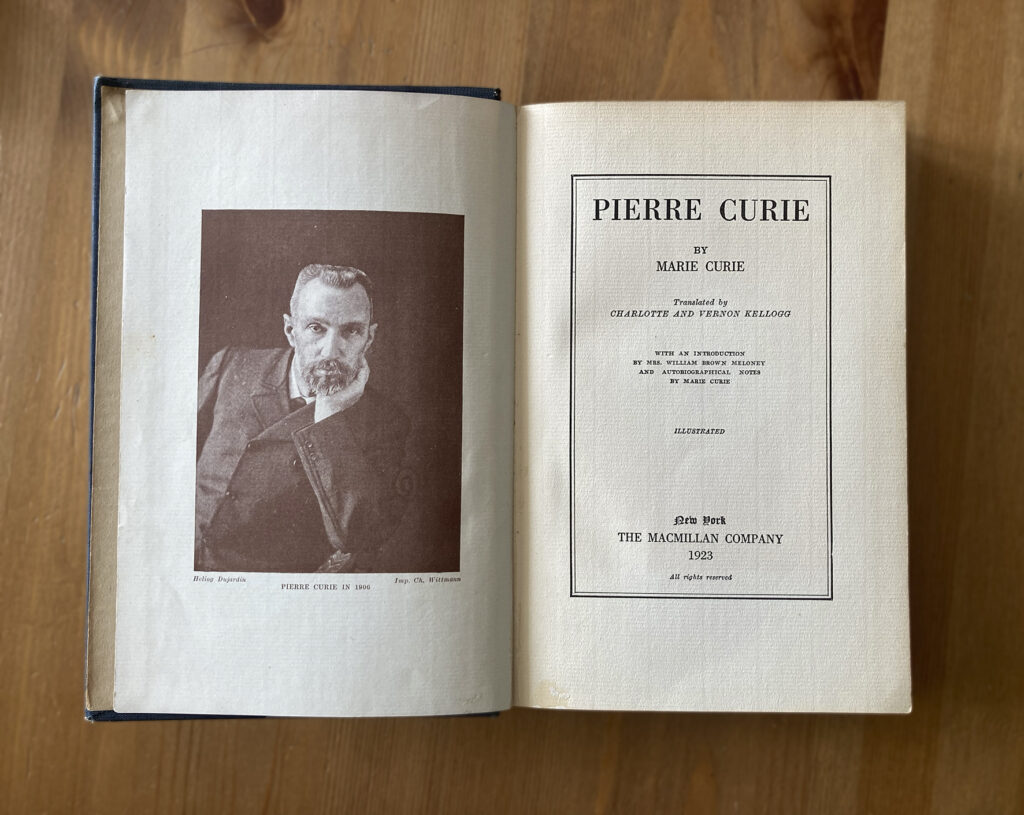 Heliog Dujardin
Imp. Ch. Wittmann
PIERRE CURIE IN 1906
PIERRE CURIE
BY
MARIE CURIE
Translated by
CHARLOTTE AND VERNON KELLOGG
WITH AN INTRODUCTION
BY MRS. WILLIAM BROWN MELONEY
AND AUTOBIOGRAPHICAL NOTES
BY MARIE CURIE
ILLUSTRATED
New York
THE MACMILLAN COMPANY
1923
All rights reserved